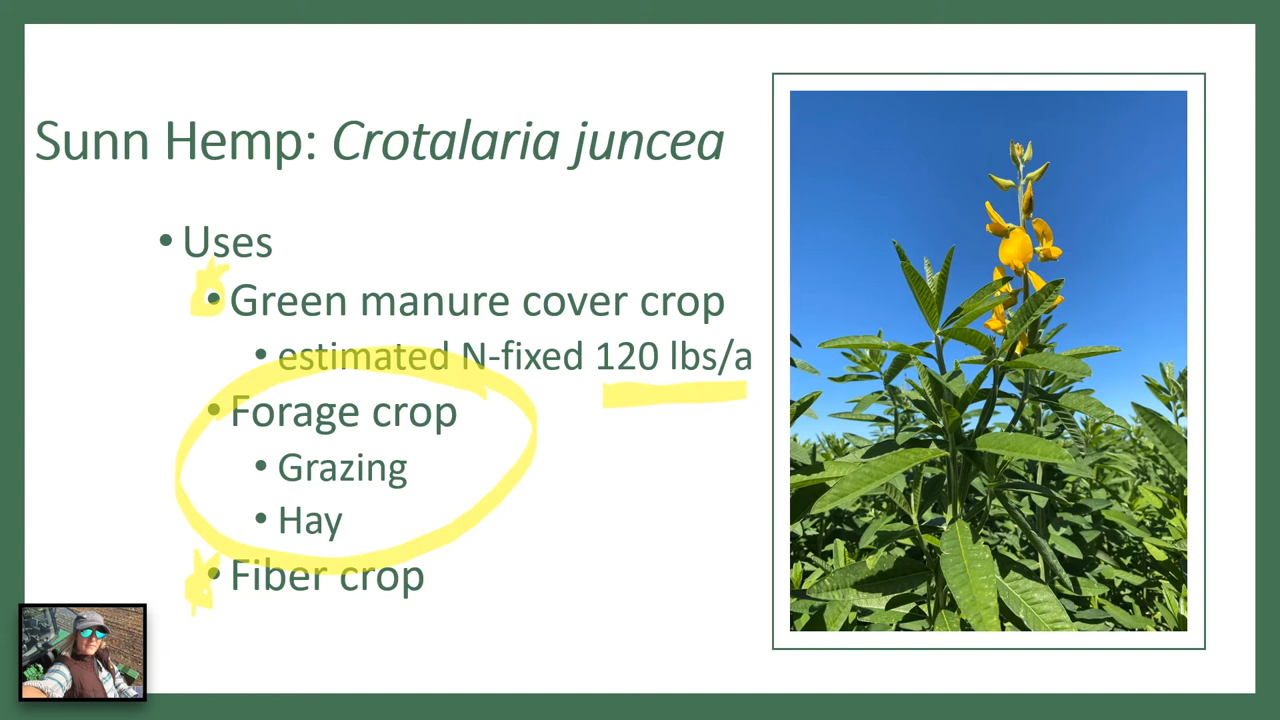 Sunn Hemp: Crotalaria juncea
• Uses
• Green manure cover crop
• estimated N-fixed 120 lbs/a
• Forage crop
• Grazing
• Hay
• Fiber crop